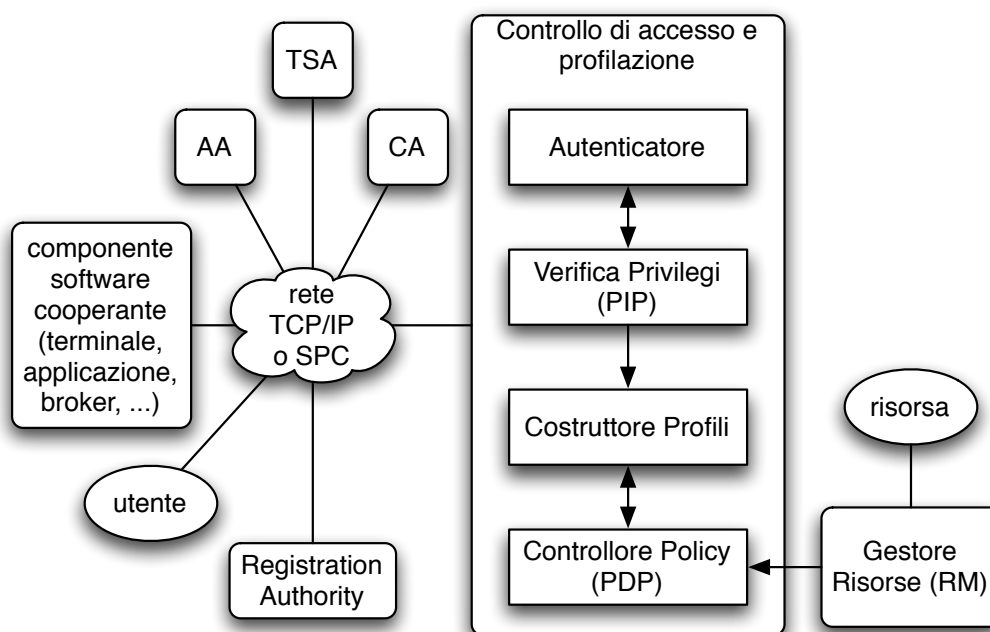 Controllo di accesso e
profilazione
TSA
AA
CA
Autenticatore
componente
software
cooperante
(terminale,
applicazione,
broker, ...)
rete
TCP/IP
o SPC
Verifica Privilegi
(PIP)
Costruttore Profili
risorsa
utente
Registration
Authority
Controllore Policy
(PDP)
Gestore
Risorse (RM)